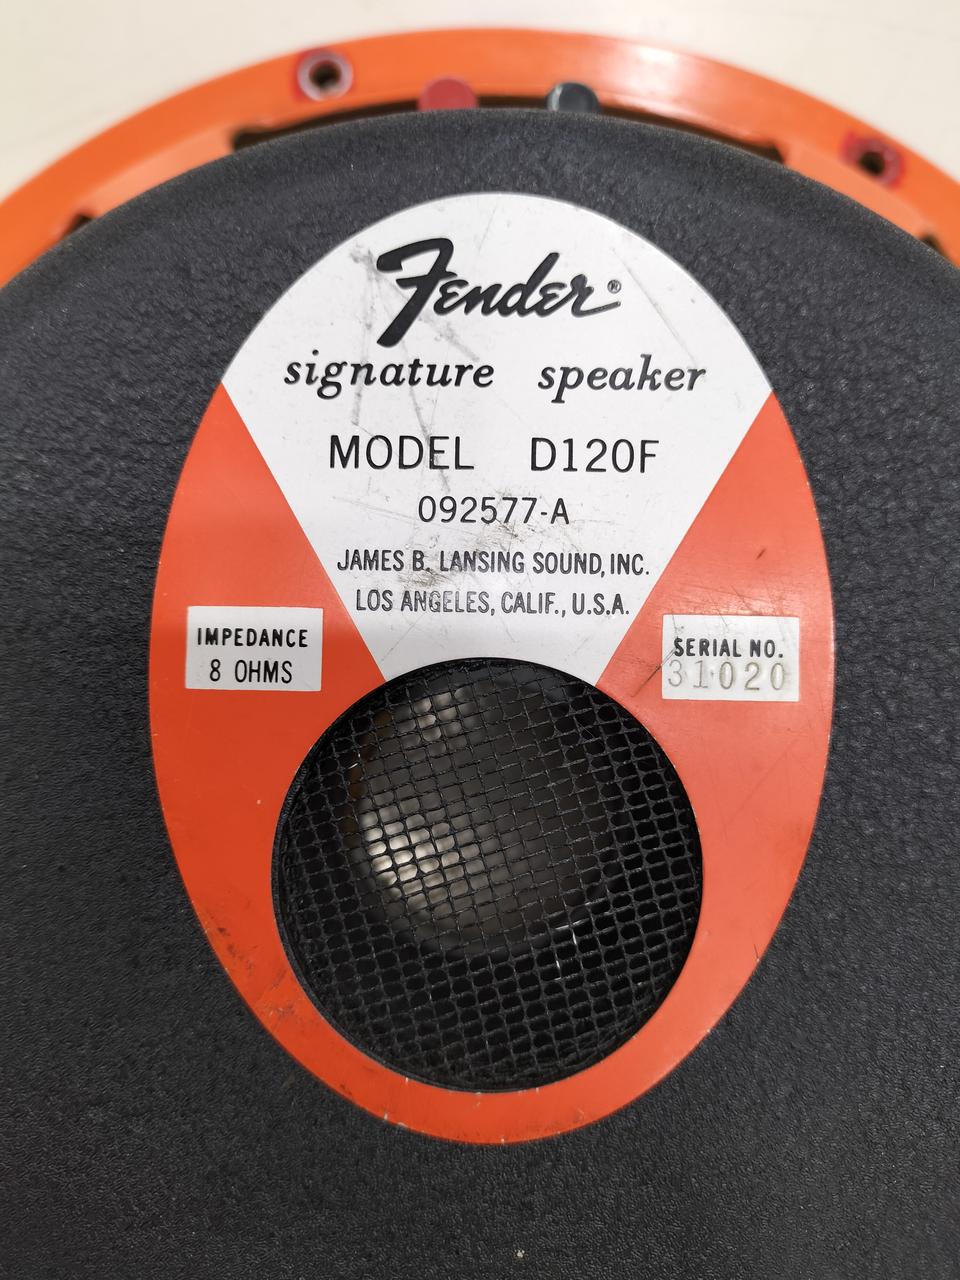 Fender®
signature speaker
MODEL D120F
092577-A
JAMES B. LANSING SOUND, INC.
LOS ANGELES, CALIF., U.S.A.
IMPEDANCE
8 OHMS
SERIAL NO.
31020